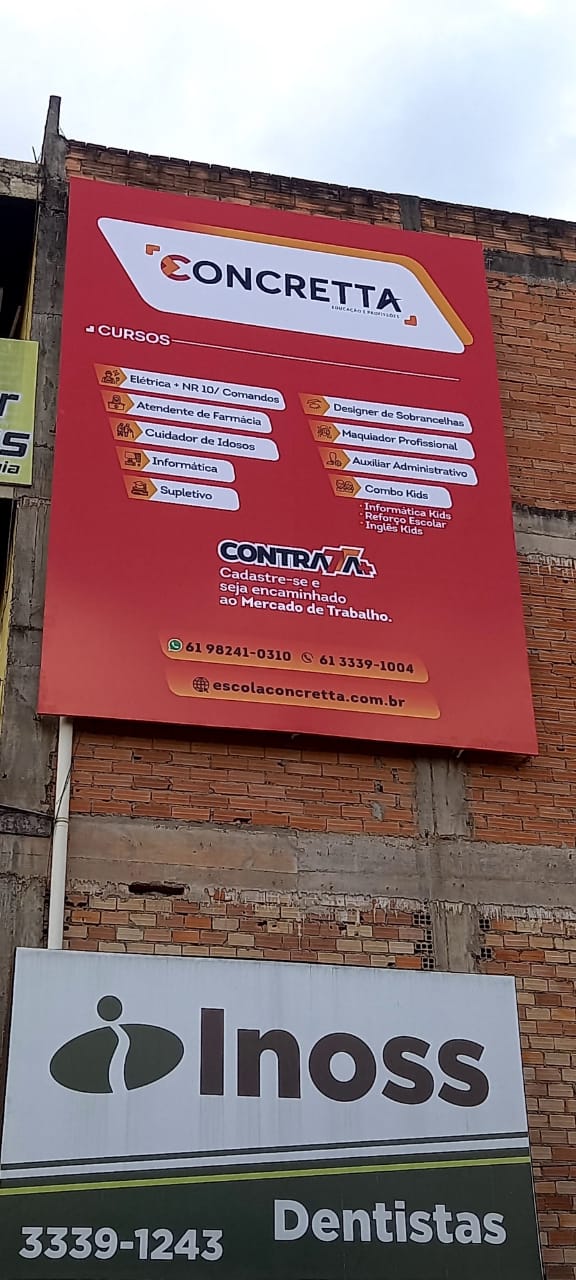 CONCRETTA
EDUCAÇÃO E PROFISSÕES
CURSOS
Elétrica + NR 10/ Comandos
Atendente de Farmácia
Cuidador de Idosos
Informática
Supletivo
Designer de Sobrancelhas
Maquiador Profissional
Auxiliar Administrativo
Combo Kids
· Informática Kids
· Reforço Escolar
· Inglês Kids
CONTRATA+
Cadastre-se e
seja encaminhado
ao Mercado de Trabalho.
61 98241-0310 61 3339-1004
escolaconcretta.com.br
r
os
ia
Inoss
Dentistas
3339-1243